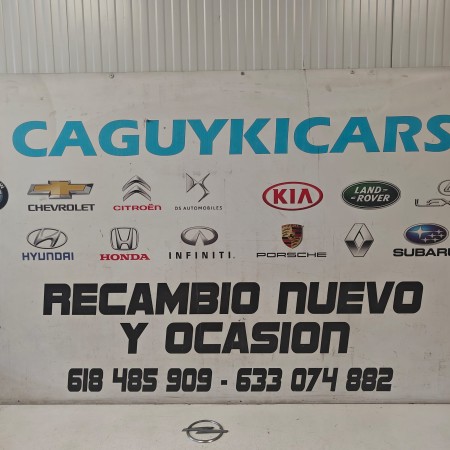 CAGUYKICARS
CHEVROLET CITROËN DS AUTOMOBILES KIA LAND-ROVER
HYUNDAI HONDA INFINITI PORSCHE SUBARU
RECAMBIO NUEVO
Y OCASION
618 485 909 - 633 074 882